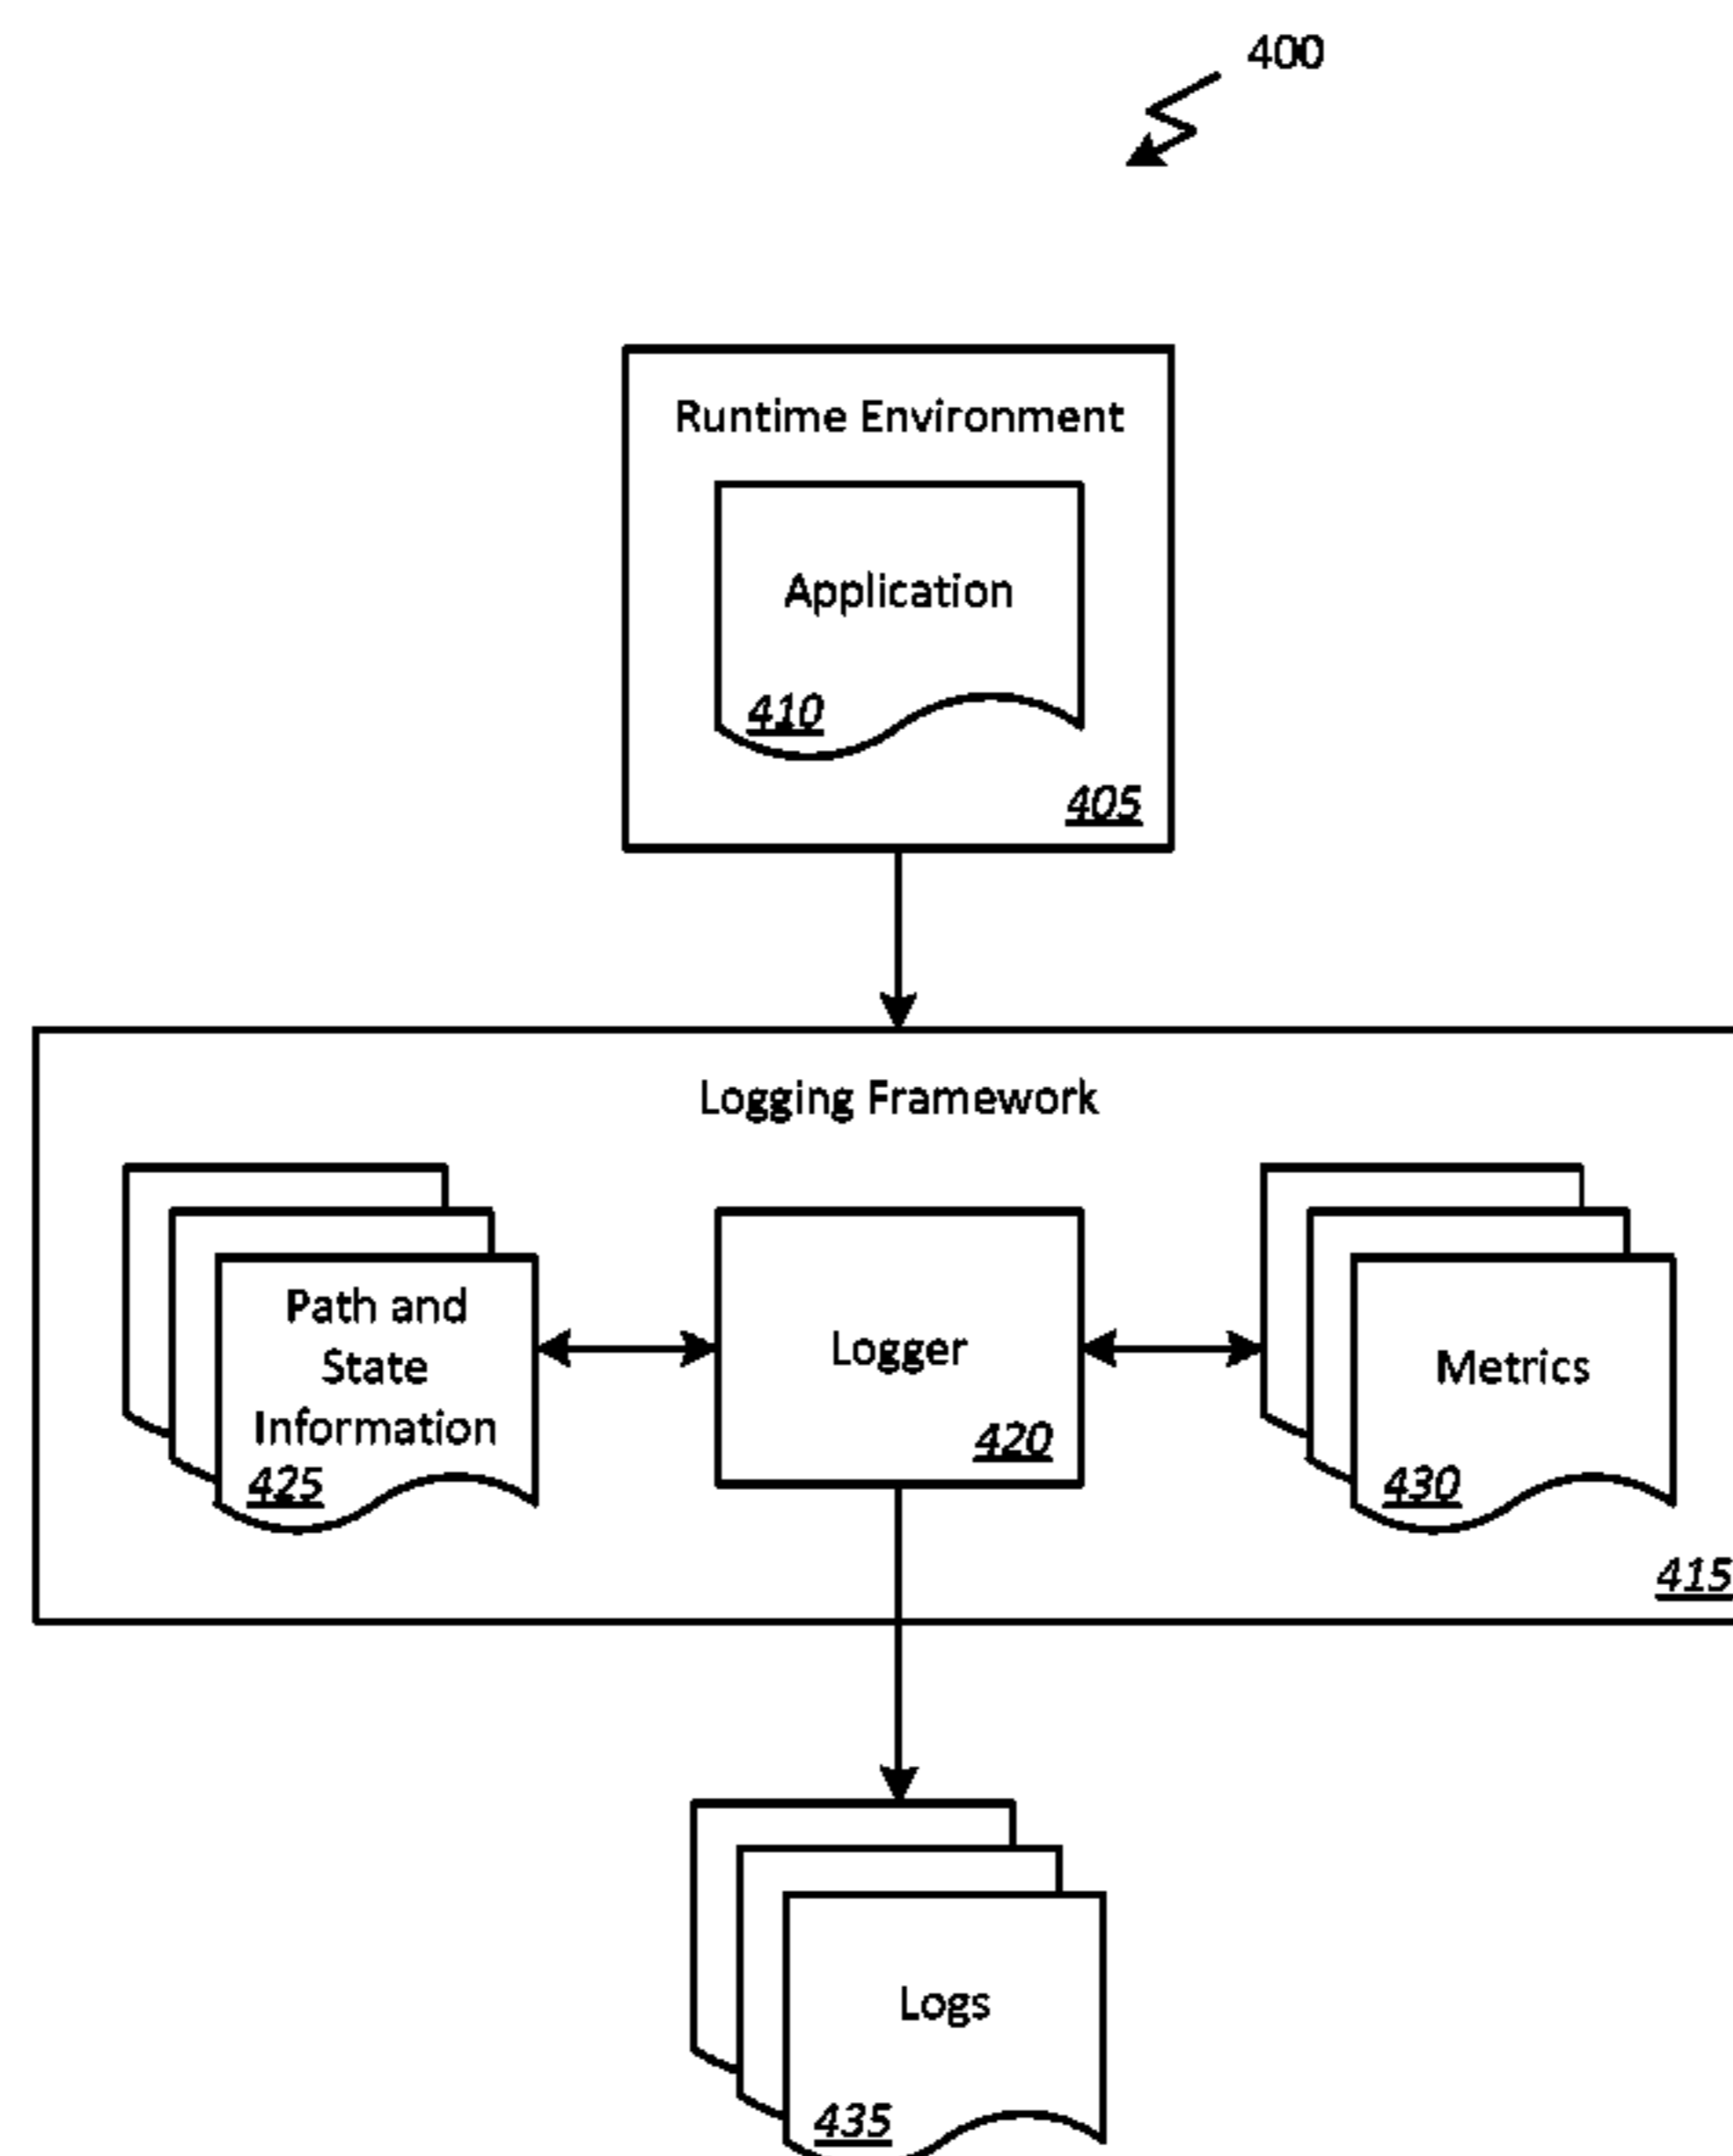 400
Runtime Environment
Application
410
405
Logging Framework
Path and
State
Information
425
Logger
420
Metrics
430
415
Logs
435